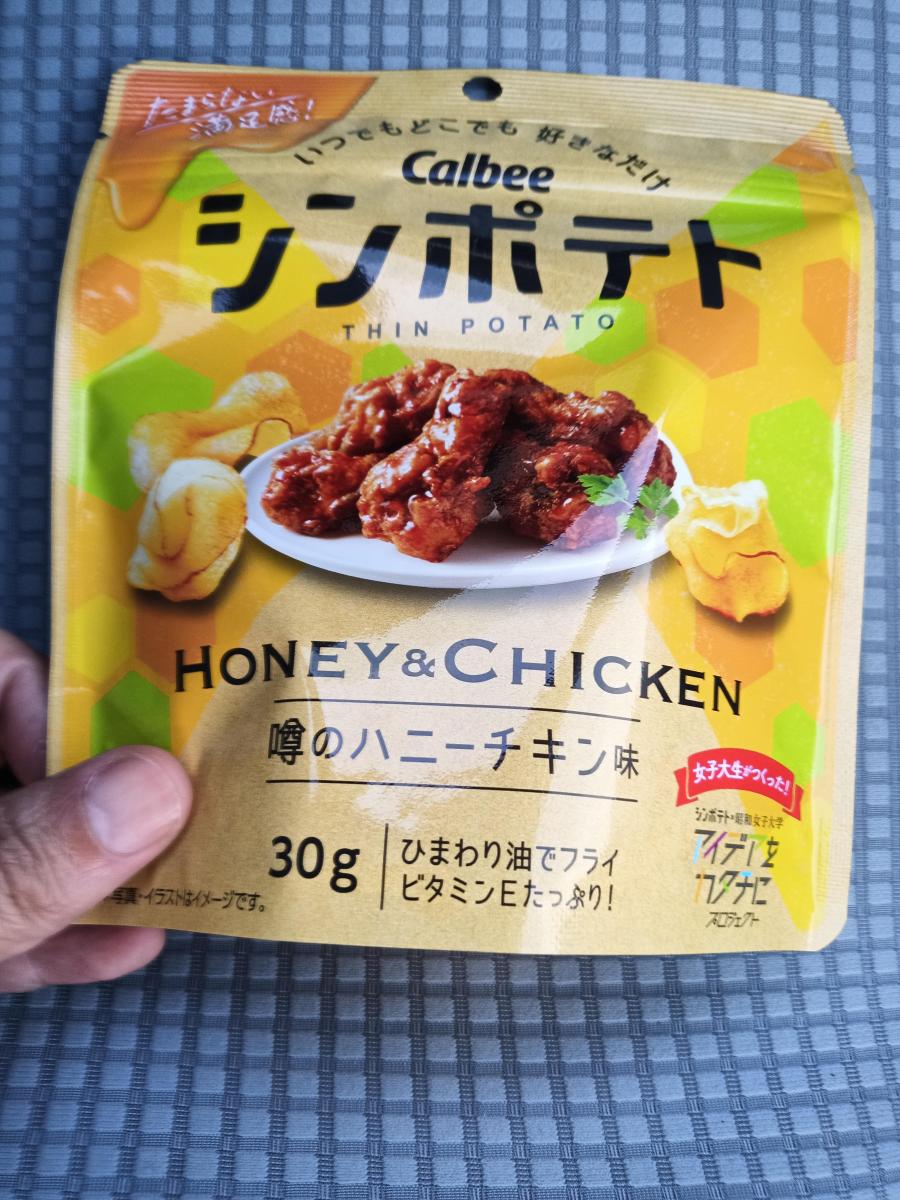 たまらない
満足感!
いつでもどこでも 好きなだけ
Calbee
シンポテト
THIN POTATO
HONEY&CHICKEN
噂のハニーチキン味
女子大生がつくった!
シンポテト×昭和女子大学
アイデアを
カタチに
プロジェクト
30g
ひまわり油でフライ
ビタミンEたっぷり!
写真・イラストはイメージです。